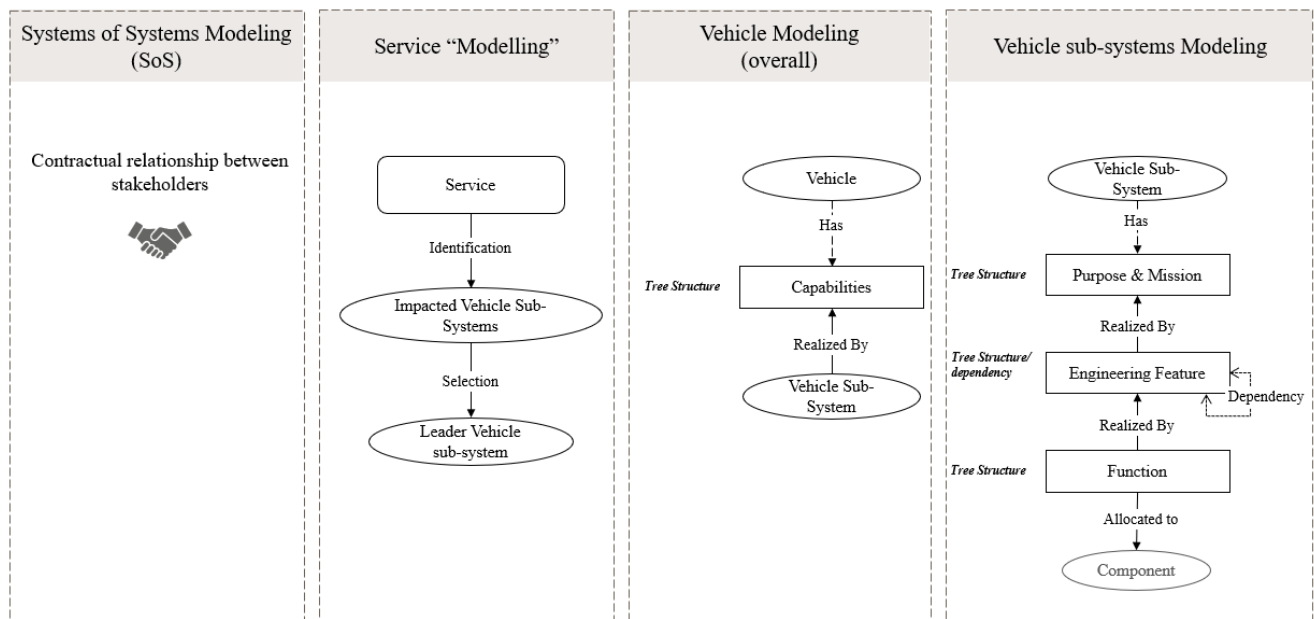 Systems of Systems Modeling
(SoS)
Contractual relationship between
stakeholders
Service “Modelling”
Service
Identification
Impacted Vehicle Sub-
Systems
Selection
Leader Vehicle
sub-system
Vehicle Modeling
(overall)
Vehicle
Has
Tree Structure
Capabilities
Realized By
Vehicle Sub-
System
Vehicle sub-systems Modeling
Vehicle Sub-
System
Has
Tree Structure
Purpose & Mission
Realized By
Tree Structure/
dependency
Engineering Feature
Dependency
Realized By
Tree Structure
Function
Allocated to
Component